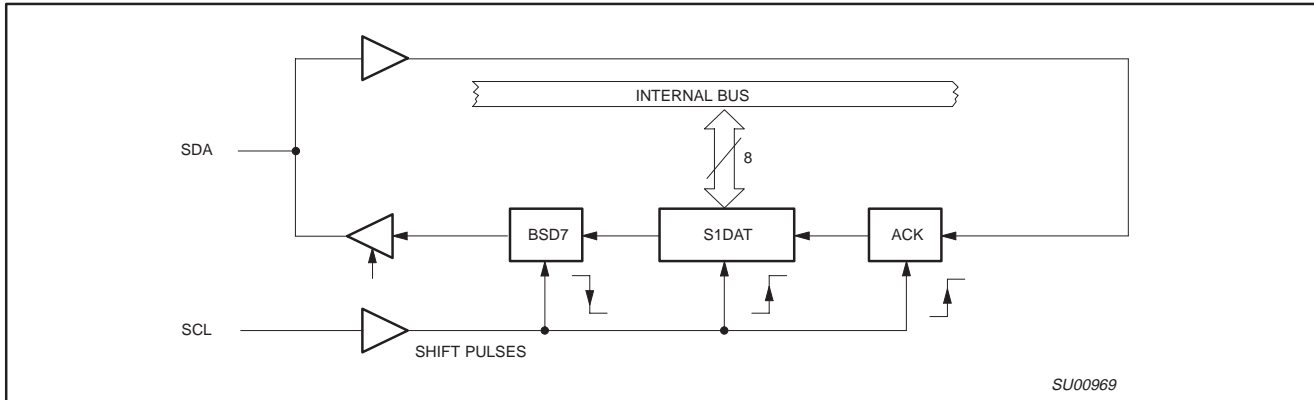 INTERNAL BUS
SDA
8
BSD7
S1DAT
ACK
SCL
SHIFT PULSES
SU00969